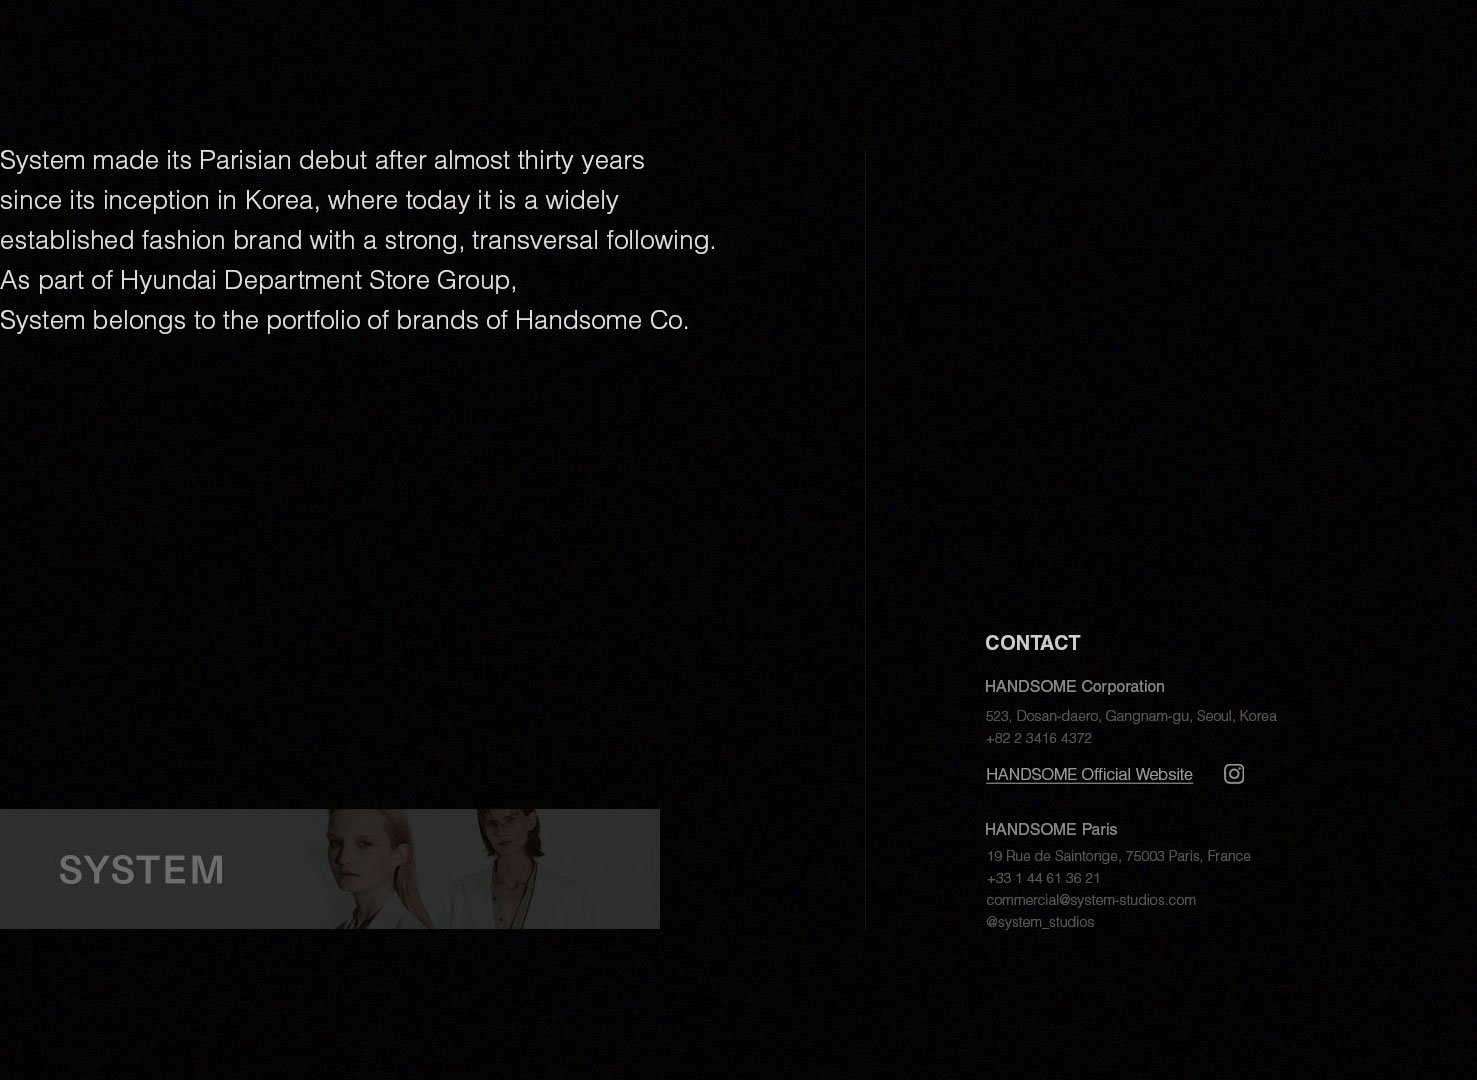 System made its Parisian debut after almost thirty years
since its inception in Korea, where today it is a widely
established fashion brand with a strong, transversal following.
As part of Hyundai Department Store Group,
System belongs to the portfolio of brands of Handsome Co.
SYSTEM
CONTACT
HANDSOME Corporation
523, Dosan-daero, Gangnam-gu, Seoul, Korea
+82 2 3416 4372
HANDSOME Official Website
HANDSOME Paris
19 Rue de Saintonge, 75003 Paris, France
+33 1 44 61 36 21
commercial@system-studios.com
@system_studios